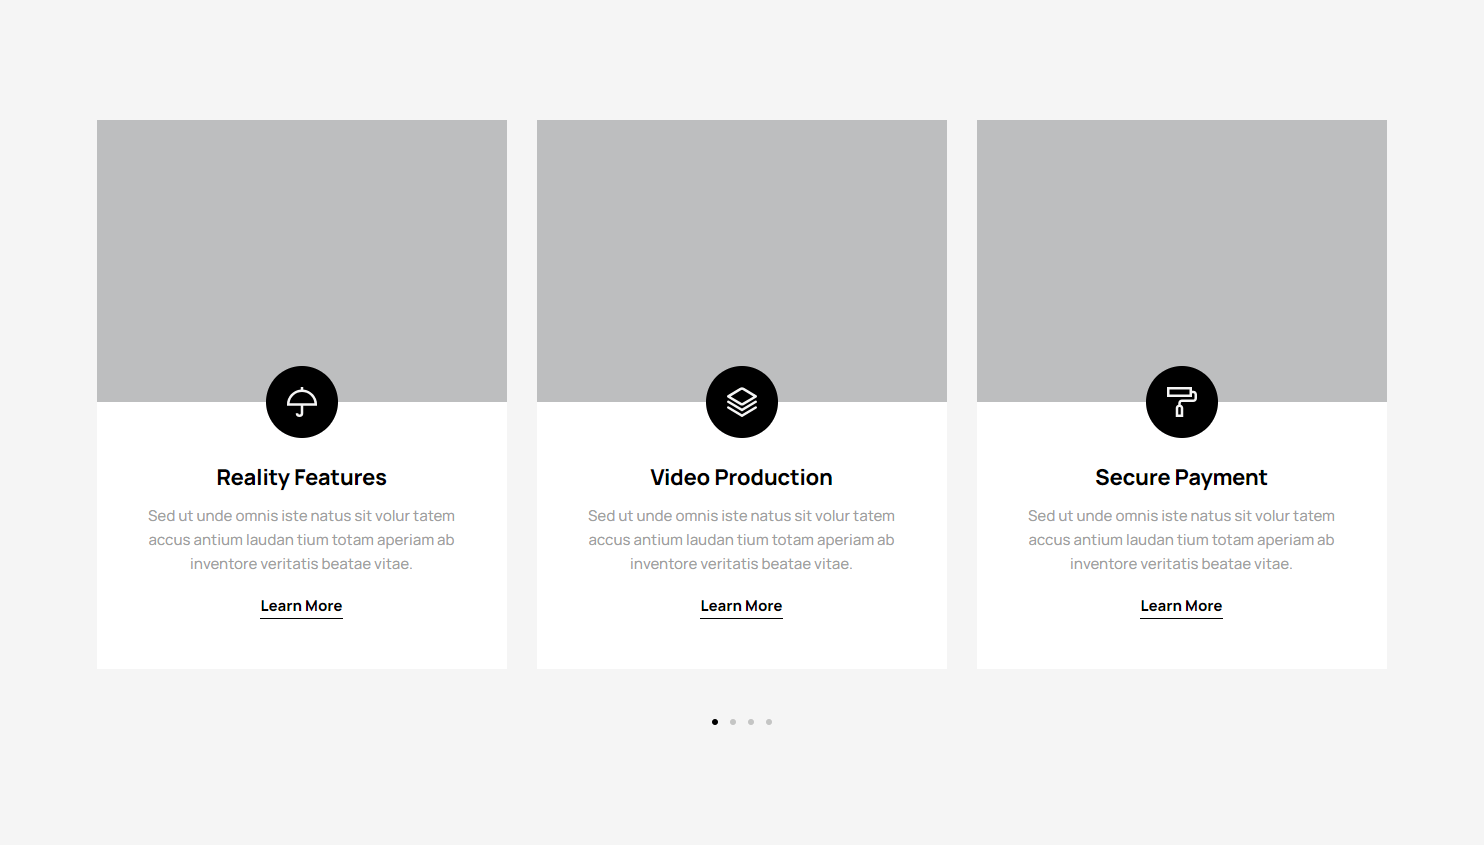 Reality Features
Sed ut unde omnis iste natus sit volur tatem
accus antium laudan tium totam aperiam ab
inventore veritatis beatae vitae.
Learn More
Video Production
Sed ut unde omnis iste natus sit volur tatem
accus antium laudan tium totam aperiam ab
inventore veritatis beatae vitae.
Learn More
Secure Payment
Sed ut unde omnis iste natus sit volur tatem
accus antium laudan tium totam aperiam ab
inventore veritatis beatae vitae.
Learn More